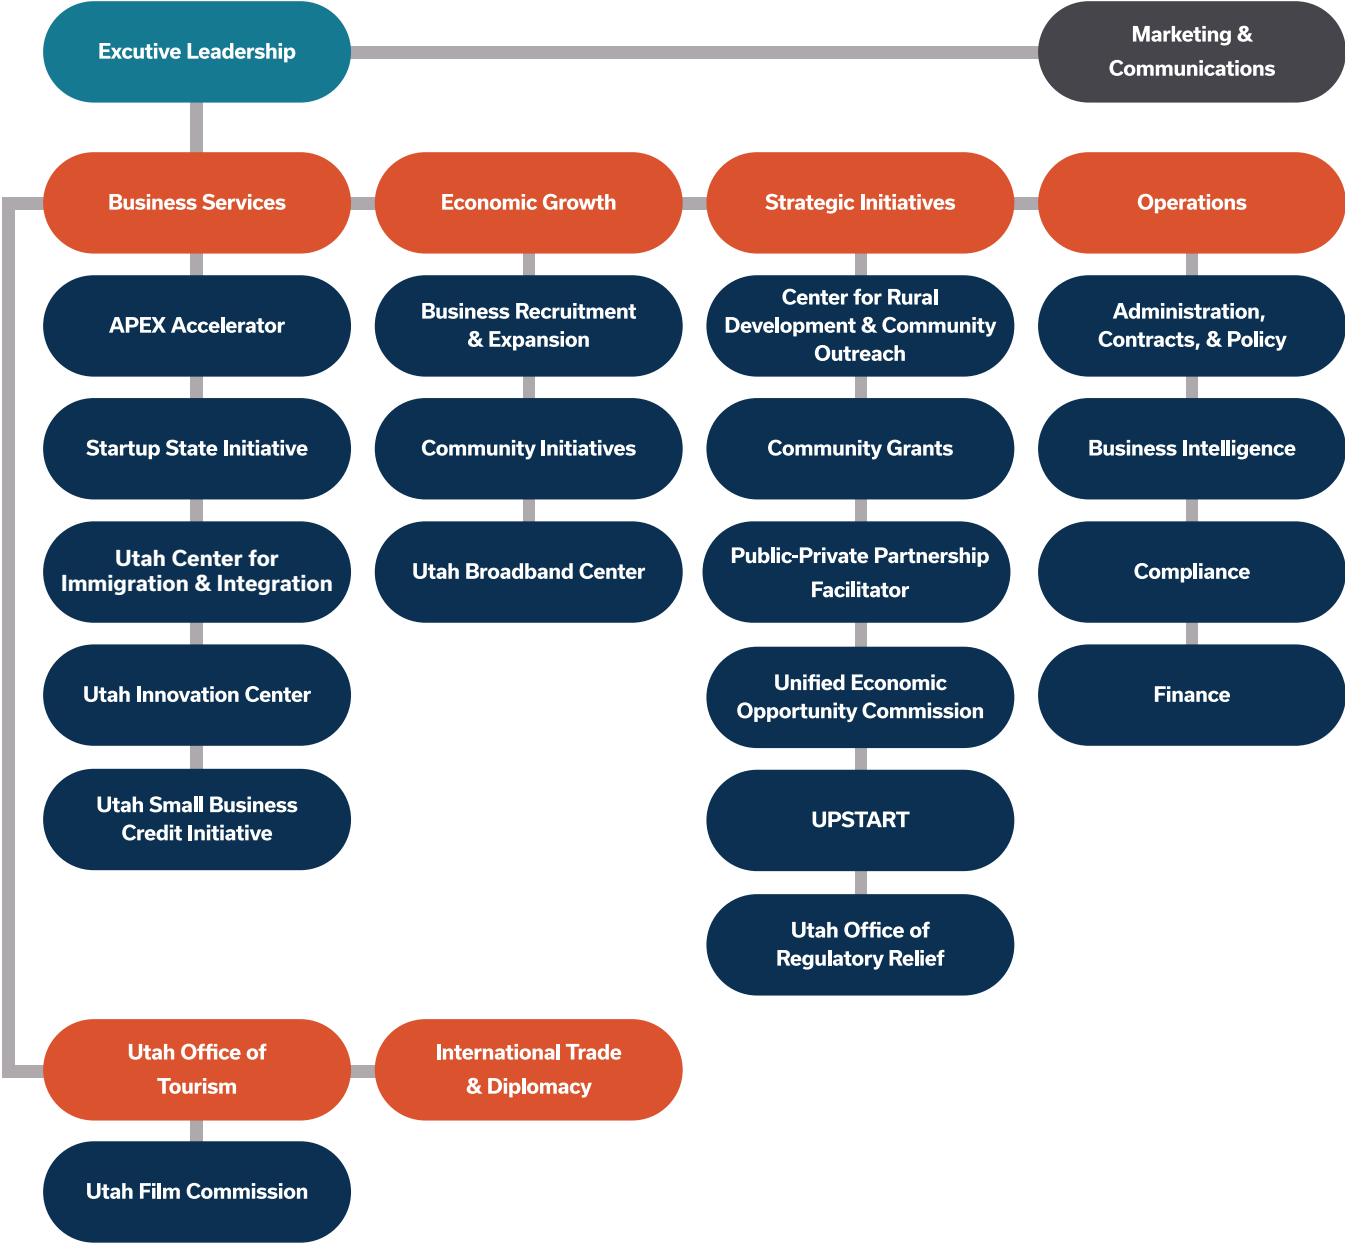 Excutive Leadership
Marketing &
Communications
Business Services
Economic Growth
Strategic Initiatives
Operations
APEX Accelerator
Startup State Initiative
Utah Center for
Immigration & Integration
Utah Innovation Center
Utah Small Business
Credit Initiative
Business Recruitment
& Expansion
Community Initiatives
Utah Broadband Center
Center for Rural
Development & Community
Outreach
Community Grants
Public-Private Partnership
Facilitator
Unified Economic
Opportunity Commission
UPSTART
Utah Office of
Regulatory Relief
Administration,
Contracts, & Policy
Business Intelligence
Compliance
Finance
Utah Office of
Tourism
International Trade
& Diplomacy
Utah Film Commission